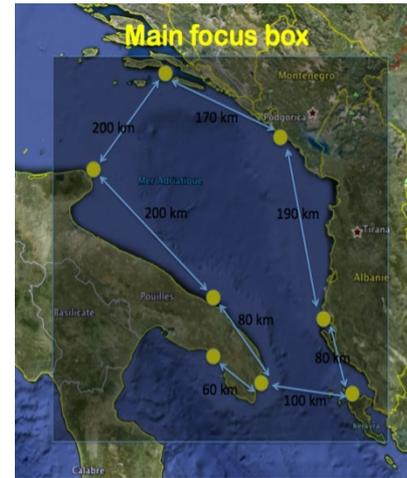 Main focus box
Montenegro
170 km
Podgorica
200 km
Mer Adriatique
200 km
190 km
Tirana
Albanie
Pouilles
Basilicate
80 km
80 km
60 km
100 km
Kerkyra
Calabre